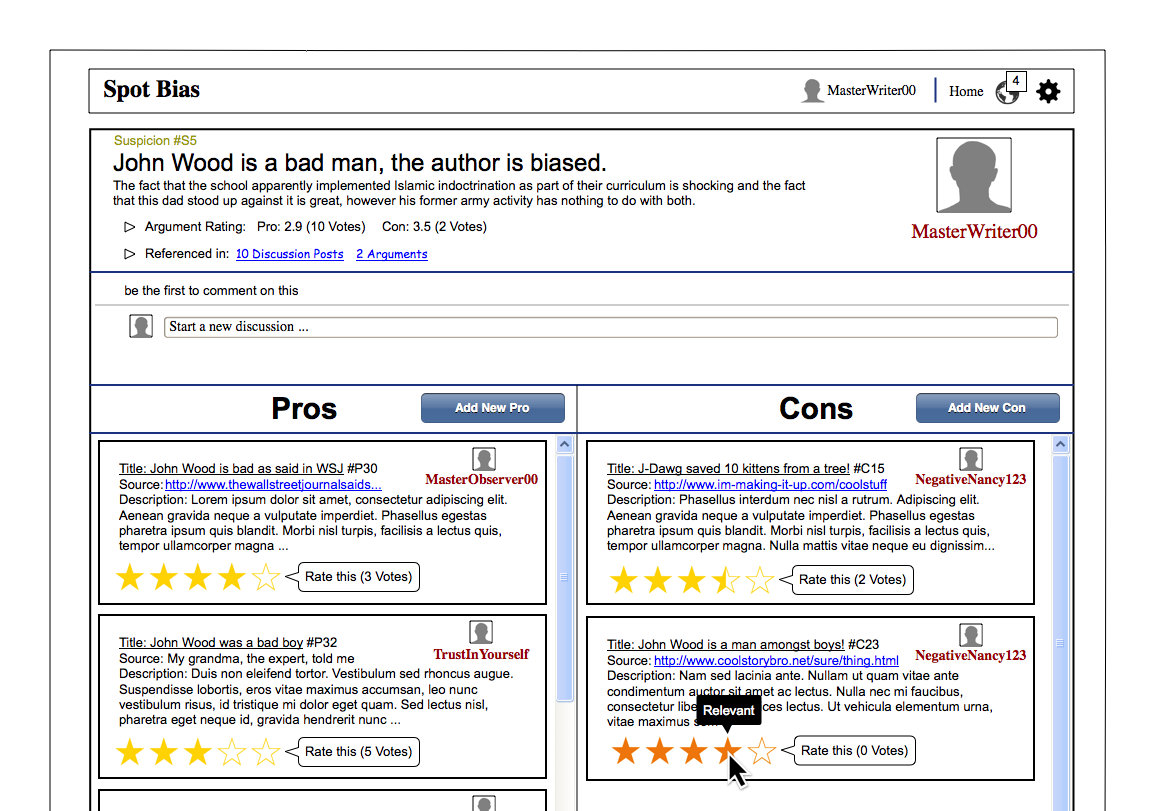 Spot Bias
MasterWriter00
Home
4
Suspicion #S5
John Wood is a bad man, the author is biased.
The fact that the school apparently implemented Islamic indoctrination as part of their curriculum is shocking and the fact
that this dad stood up against it is great, however his former army activity has nothing to do with both.
MasterWriter00
Argument Rating: Pro: 2.9 (10 Votes) Con: 3.5 (2 Votes)
Referenced in: 10 Discussion Posts 2 Arguments
be the first to comment on this
Start a new discussion ...
Pros
Add New Pro
Title: John Wood is bad as said in WSJ #P30
MasterObserver00
Source: http://www.thewallstreetjournalsaids...
Description: Lorem ipsum dolor sit amet, consectetur adipiscing elit.
Aenean gravida neque a vulputate imperdiet. Phasellus egestas
pharetra ipsum quis blandit. Morbi nisl turpis, facilisis a lectus quis,
tempor ullamcorper magna ...
Rate this (3 Votes)
Title: John Wood was a bad boy #P32
TrustInYourself
Source: My grandma, the expert, told me
Description: Duis non eleifend tortor. Vestibulum sed rhoncus augue.
Suspendisse lobortis, eros vitae maximus accumsan, leo nunc
vestibulum risus, id tristique mi dolor eget quam. Sed lectus nisl,
pharetra eget neque id, gravida hendrerit nunc ...
Rate this (5 Votes)
Cons
Add New Con
Title: J-Dawg saved 10 kittens from a tree! #C15
NegativeNancy123
Source: http://www.im-making-it-up.com/coolstuff
Description: Phasellus interdum nec nisl a rutrum. Adipiscing elit.
Aenean gravida neque a vulputate imperdiet. Phasellus egestas
pharetra ipsum quis blandit. Morbi nisl turpis, facilisis a lectus quis,
tempor ullamcorper magna. Nulla mattis vitae neque eu dignissim...
Rate this (2 Votes)
Title: John Wood is a man amongst boys! #C23
NegativeNancy123
Source: http://www.coolstorybro.net/sure/thing.html
Description: Nam sed lacinia ante. Nullam ut quam vitae ante
condimentum auctor sit amet ac lectus. Nulla nec mi faucibus,
consectetur lectus. Ut vehicula elementum urna,
vitae maximus
Relevant
Rate this (0 Votes)